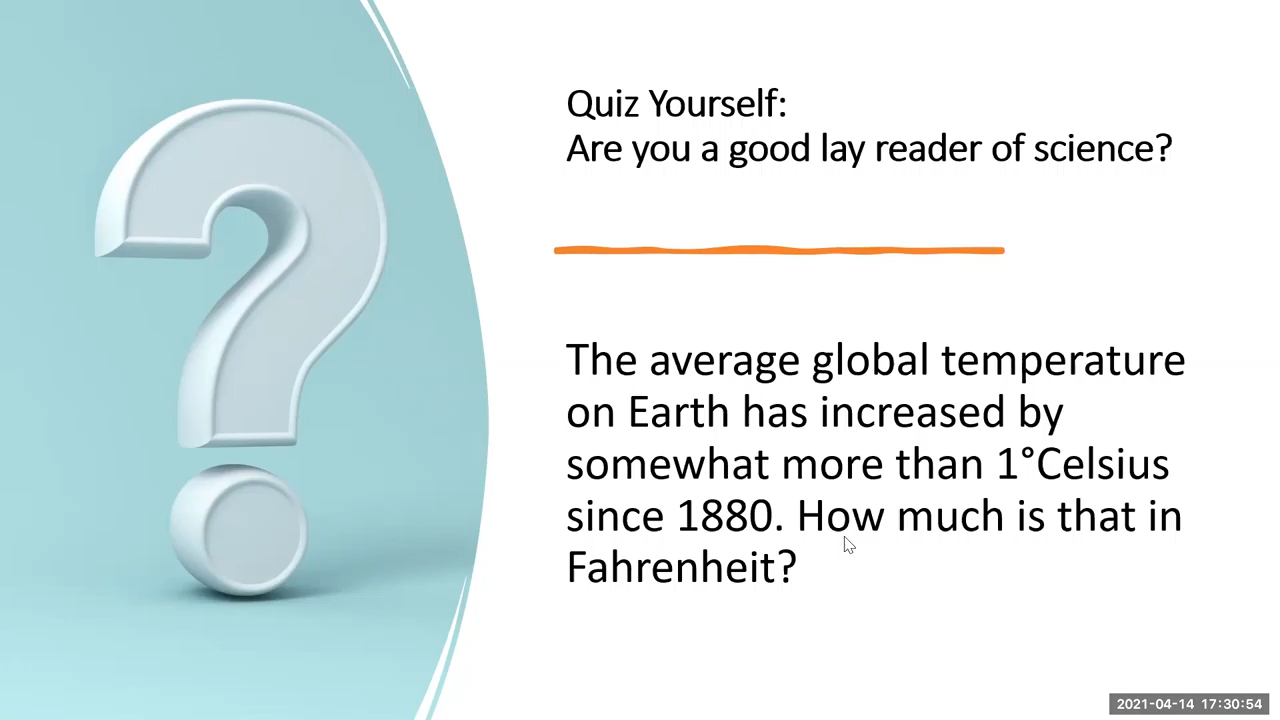 Quiz Yourself:
Are you a good lay reader of science?
The average global temperature
on Earth has increased by
somewhat more than 1°Celsius
since 1880. How much is that in
Fahrenheit?
2021-04-14 17:30:54